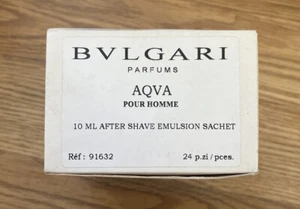 BVLGARI
PARFUMS
AQVA
POUR HOMME
10 ML AFTER SHAVE EMULSION SACHET
Réf : 91632 24 p.zi / pces.